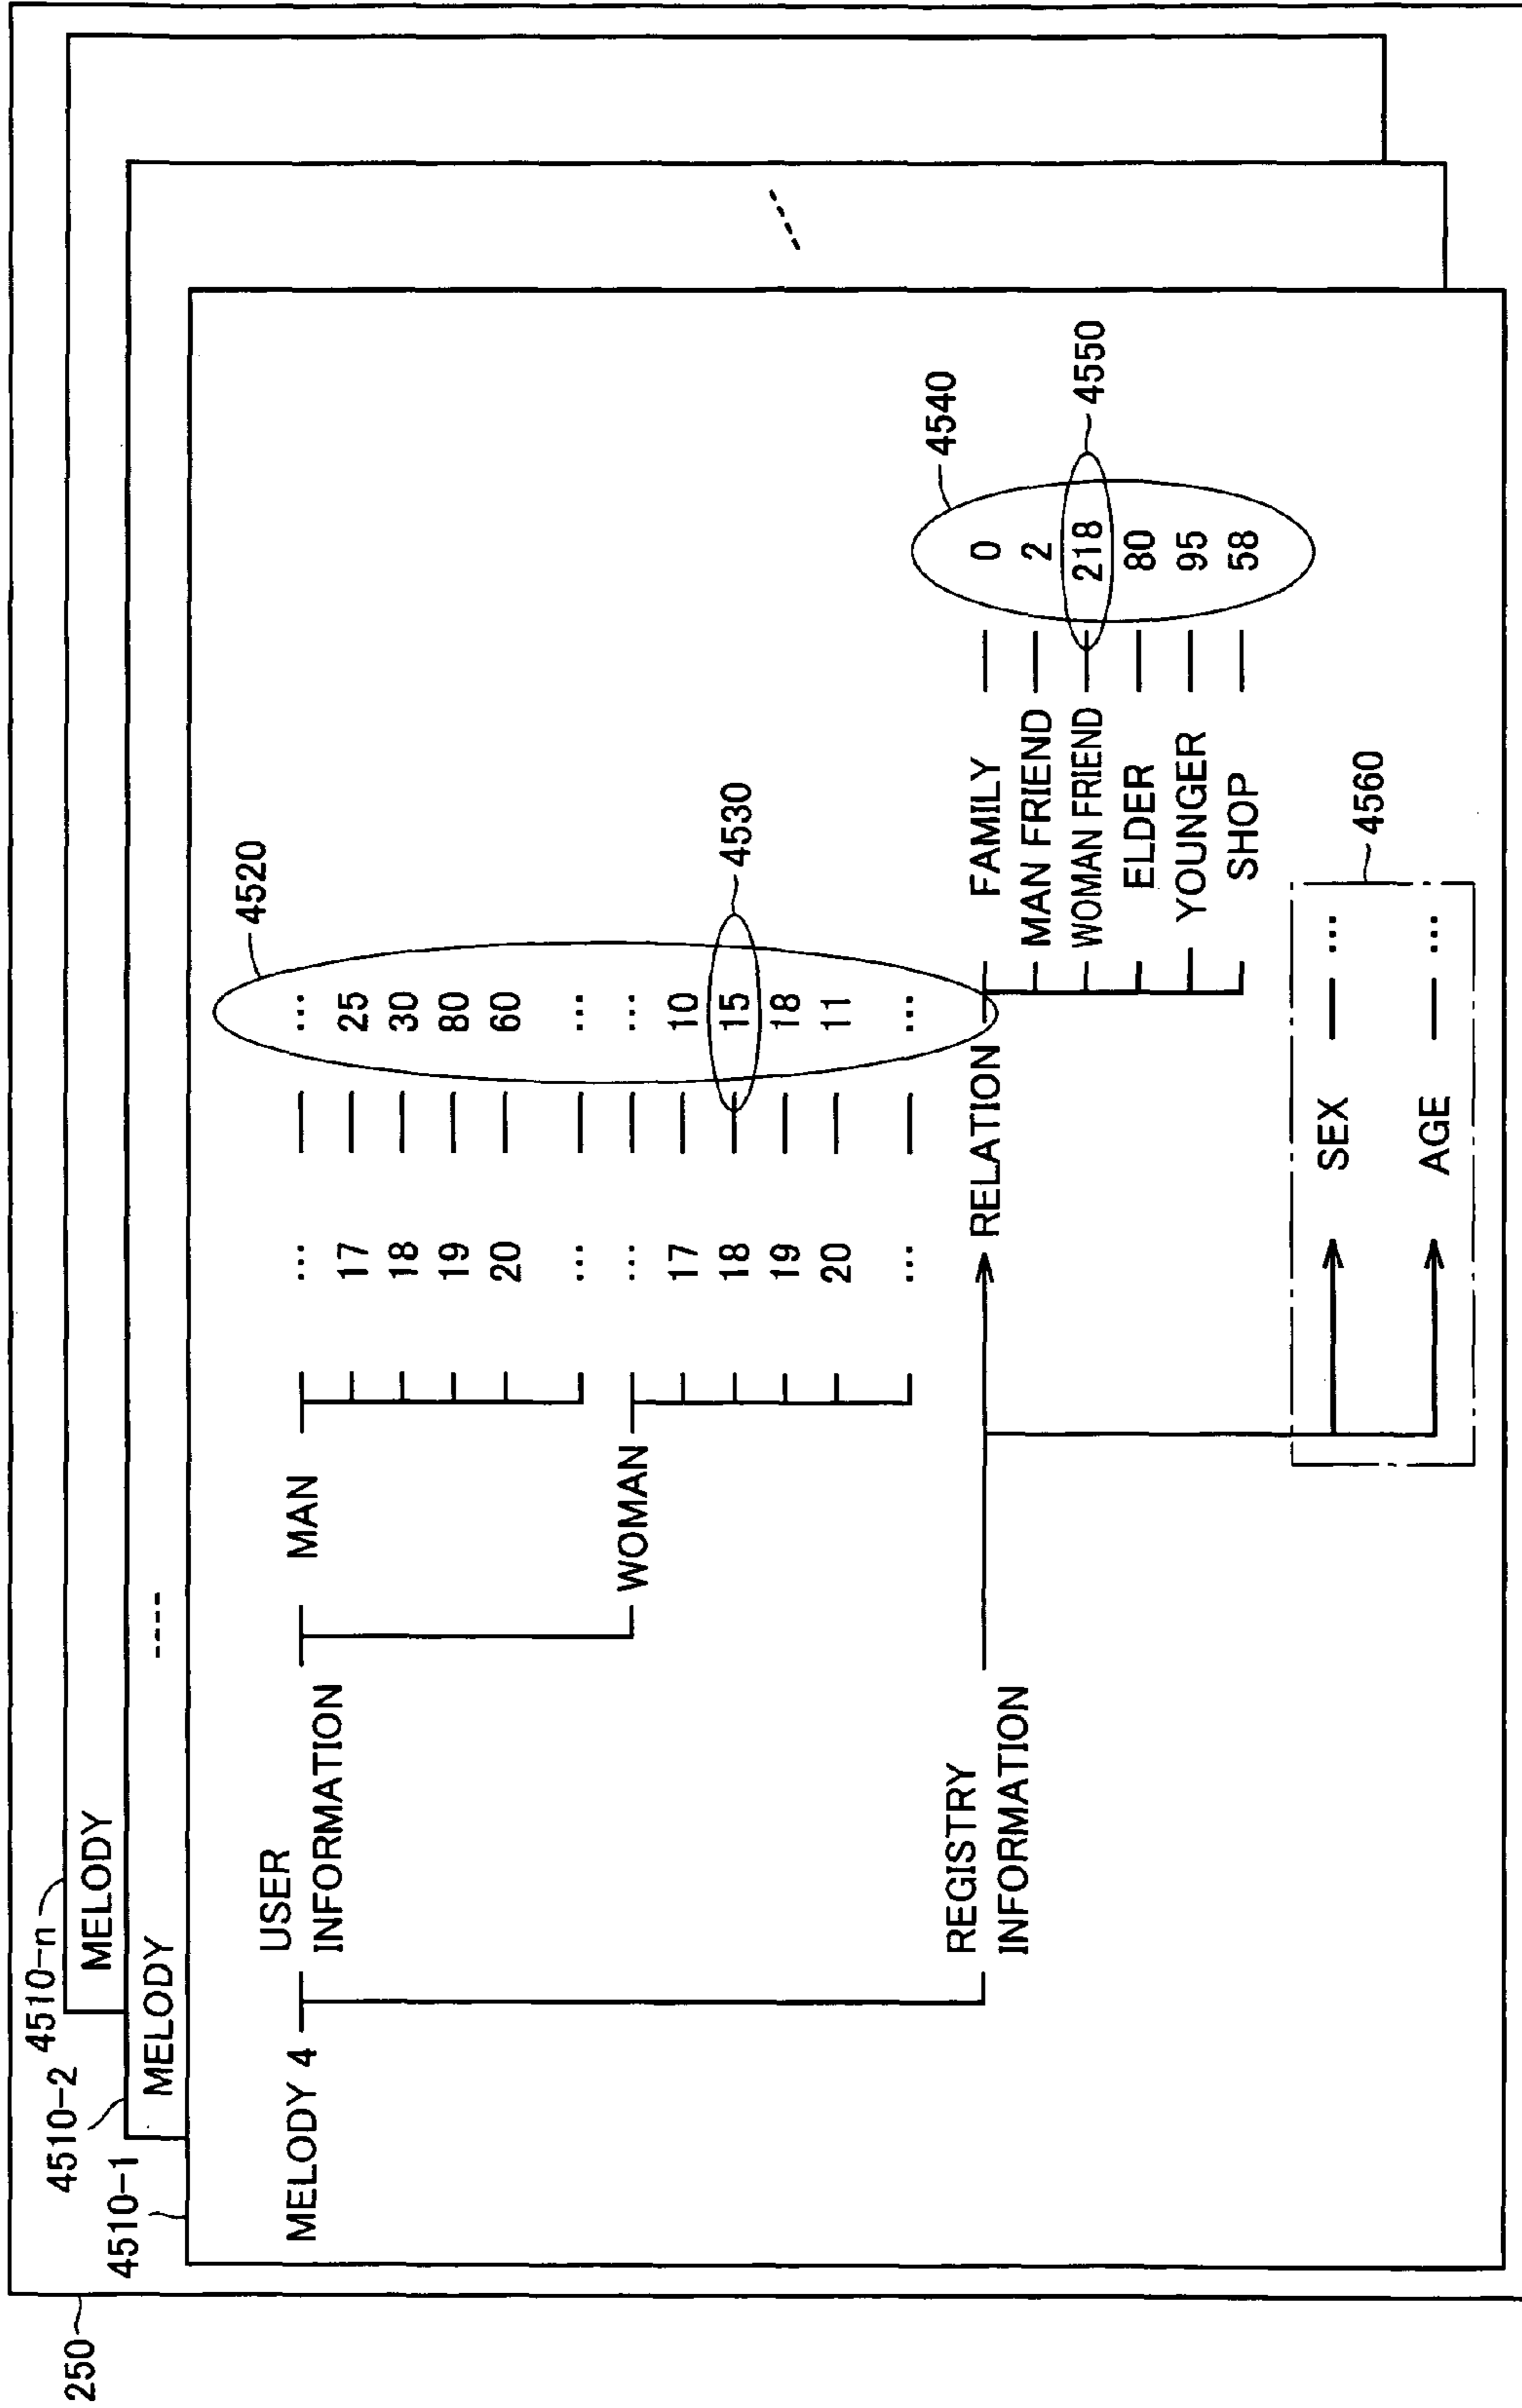 250
4510-1
4510-2
4510-n
MELODY
MELODY
----
MELODY 4
USER
INFORMATION
MAN
... ...
17 25
18 30
19 80
20 60
... ...
WOMAN
... ...
17 10
18 15
19 18
20 11
... ...
4520
4530
REGISTRY
INFORMATION
RELATION
FAMILY 0
MAN FRIEND 2
WOMAN FRIEND 218
ELDER 80
YOUNGER 95
SHOP 58
4540
4550
SEX ...
AGE ...
4560